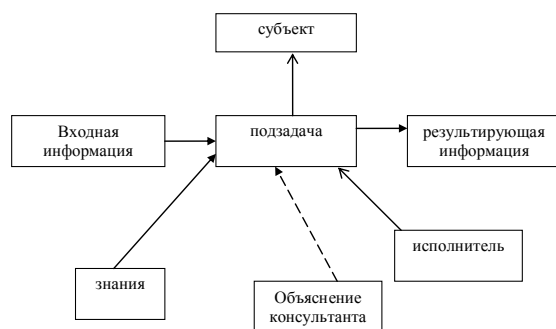 субъект
Входная
информация
подзадача
результирующая
информация
исполнитель
знания
Объяснение
консультанта